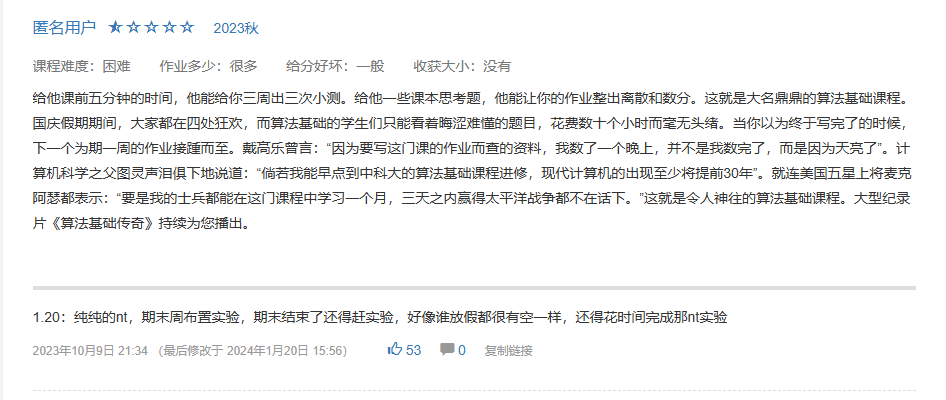 匿名用户 2023秋
课程难度：困难 作业多少：很多 给分好坏：一般 收获大小：没有
给他课前五分钟的时间，他能给你三周出三次小测。给他一些课本思考题，他能让你的作业整出离散和数分。这就是大名鼎鼎的算法基础课程。
国庆假期期间，大家都在四处狂欢，而算法基础的学生们只能看着晦涩难懂的题目，花费数十个小时而毫无头绪。当你以为终于写完了的时候，
下一个为期一周的作业接踵而至。戴高乐曾言：“因为要写这门课的作业而查的资料，我数了一个晚上，并不是我数完了，而是因为天亮了”。计
算机科学之父图灵声泪俱下地说道：“倘若我能早点到中科大的算法基础课程进修，现代计算机的出现至少将提前30年”。就连美国五星上将麦克
阿瑟都表示：“要是我的士兵都能在这门课程中学习一个月，三天之内赢得太平洋战争都不在话下。”这就是令人神往的算法基础课程。大型纪录
片《算法基础传奇》持续为您播出。
1.20：纯纯的nt，期末周布置实验，期末结束了还得赶实验，好像谁放假都很有空一样，还得花时间完成那nt实验
2023年10月9日 21:34 （最后修改于 2024年1月20日 15:56） 53 0 复制链接